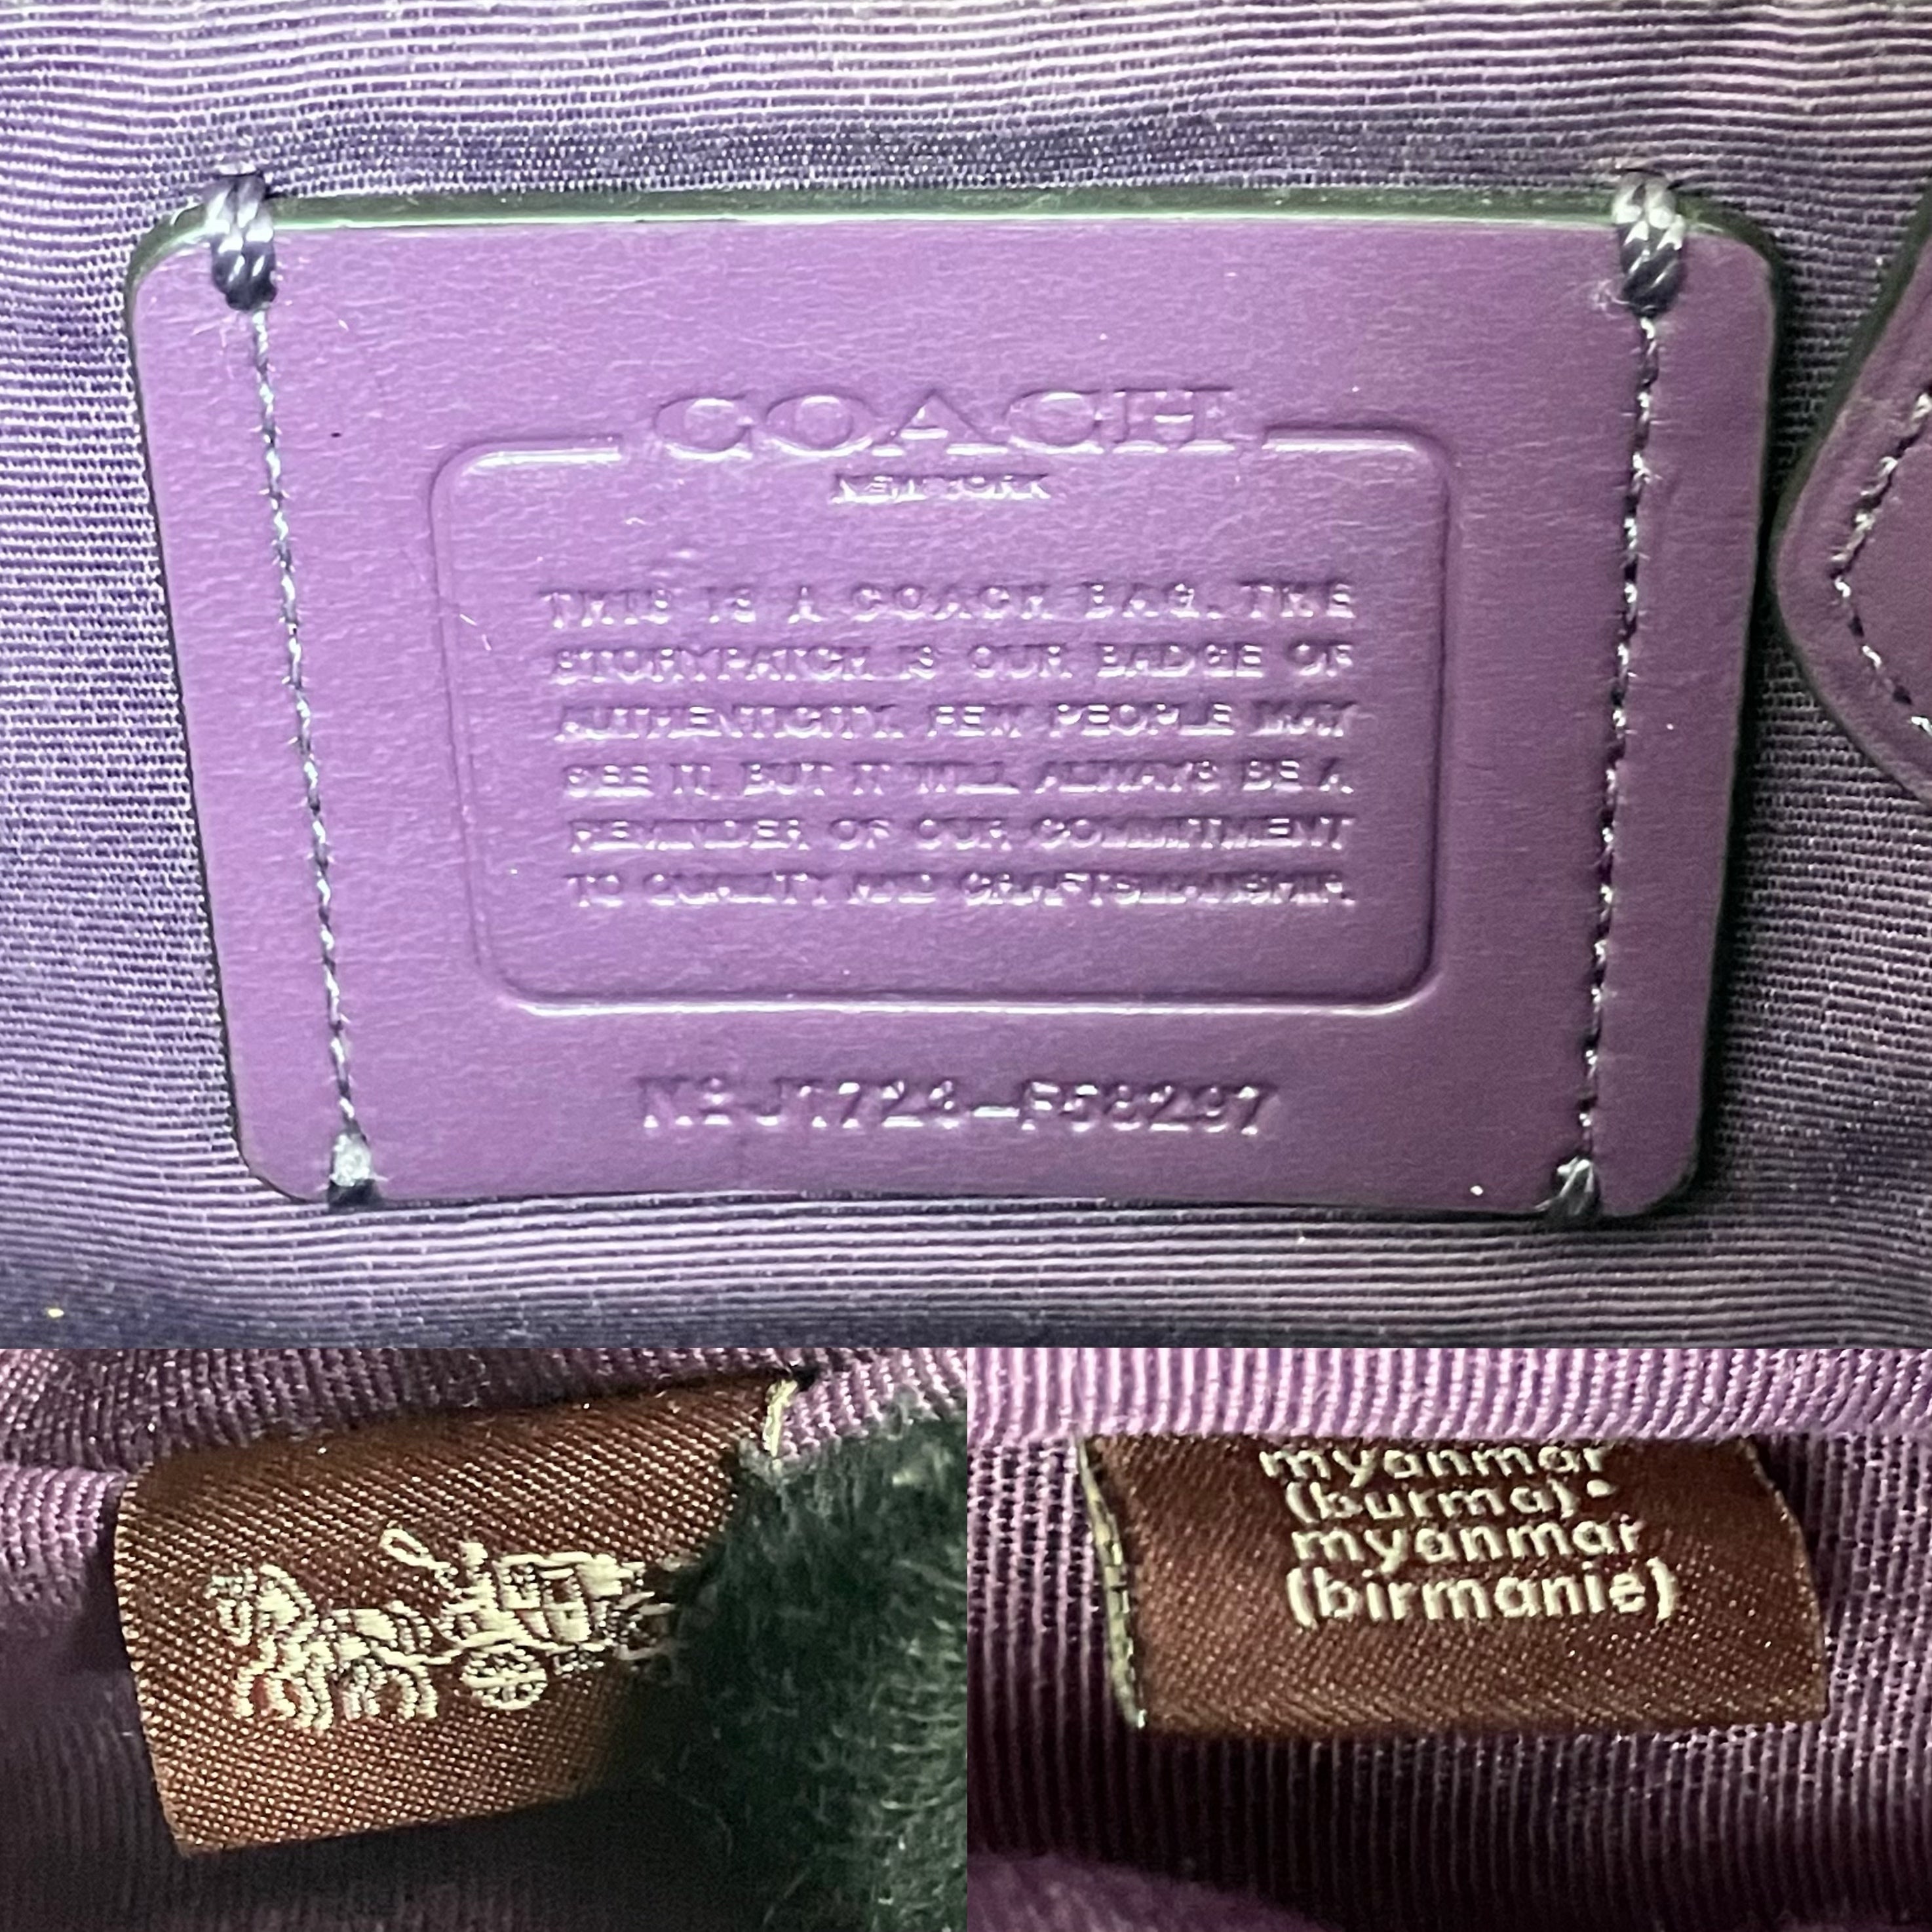 COACH
NEW YORK
THIS IS A COACH BAG. THE
STORYPATCH IS OUR BADGE OF
AUTHENTICITY. FEW PEOPLE MAY
SEE IT, BUT IT WILL ALWAYS BE A
REMINDER OF OUR COMMITMENT
TO QUALITY AND CRAFTSMANSHIP.
Nº J1728-F58297
myanmar
(burma)•
myanmar
(birmanie)